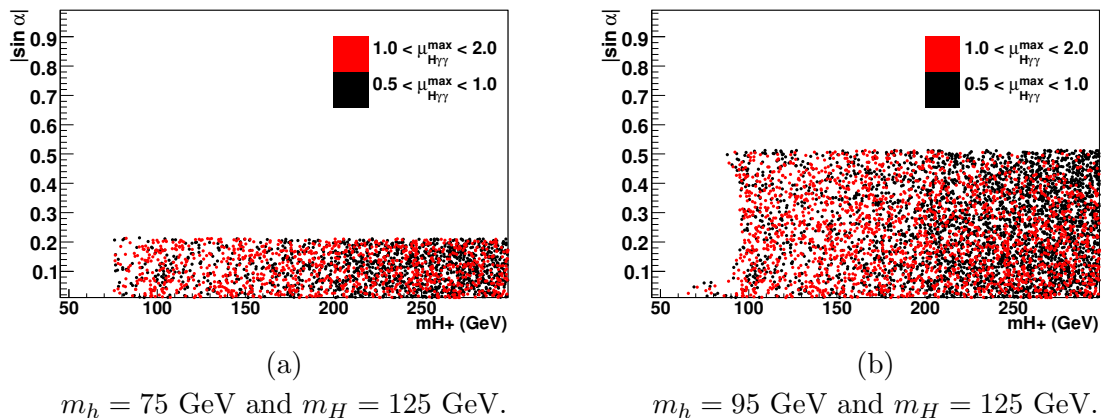 |sin α|
0.9
0.8
0.7
0.6
0.5
0.4
0.3
0.2
0.1
1.0 < μ^max_Hγγ < 2.0
0.5 < μ^max_Hγγ < 1.0
50 100 150 200 250
mH+ (GeV)
(a)
m_h = 75 GeV and m_H = 125 GeV.
|sin α|
0.9
0.8
0.7
0.6
0.5
0.4
0.3
0.2
0.1
1.0 < μ^max_Hγγ < 2.0
0.5 < μ^max_Hγγ < 1.0
50 100 150 200 250
mH+ (GeV)
(b)
m_h = 95 GeV and m_H = 125 GeV.